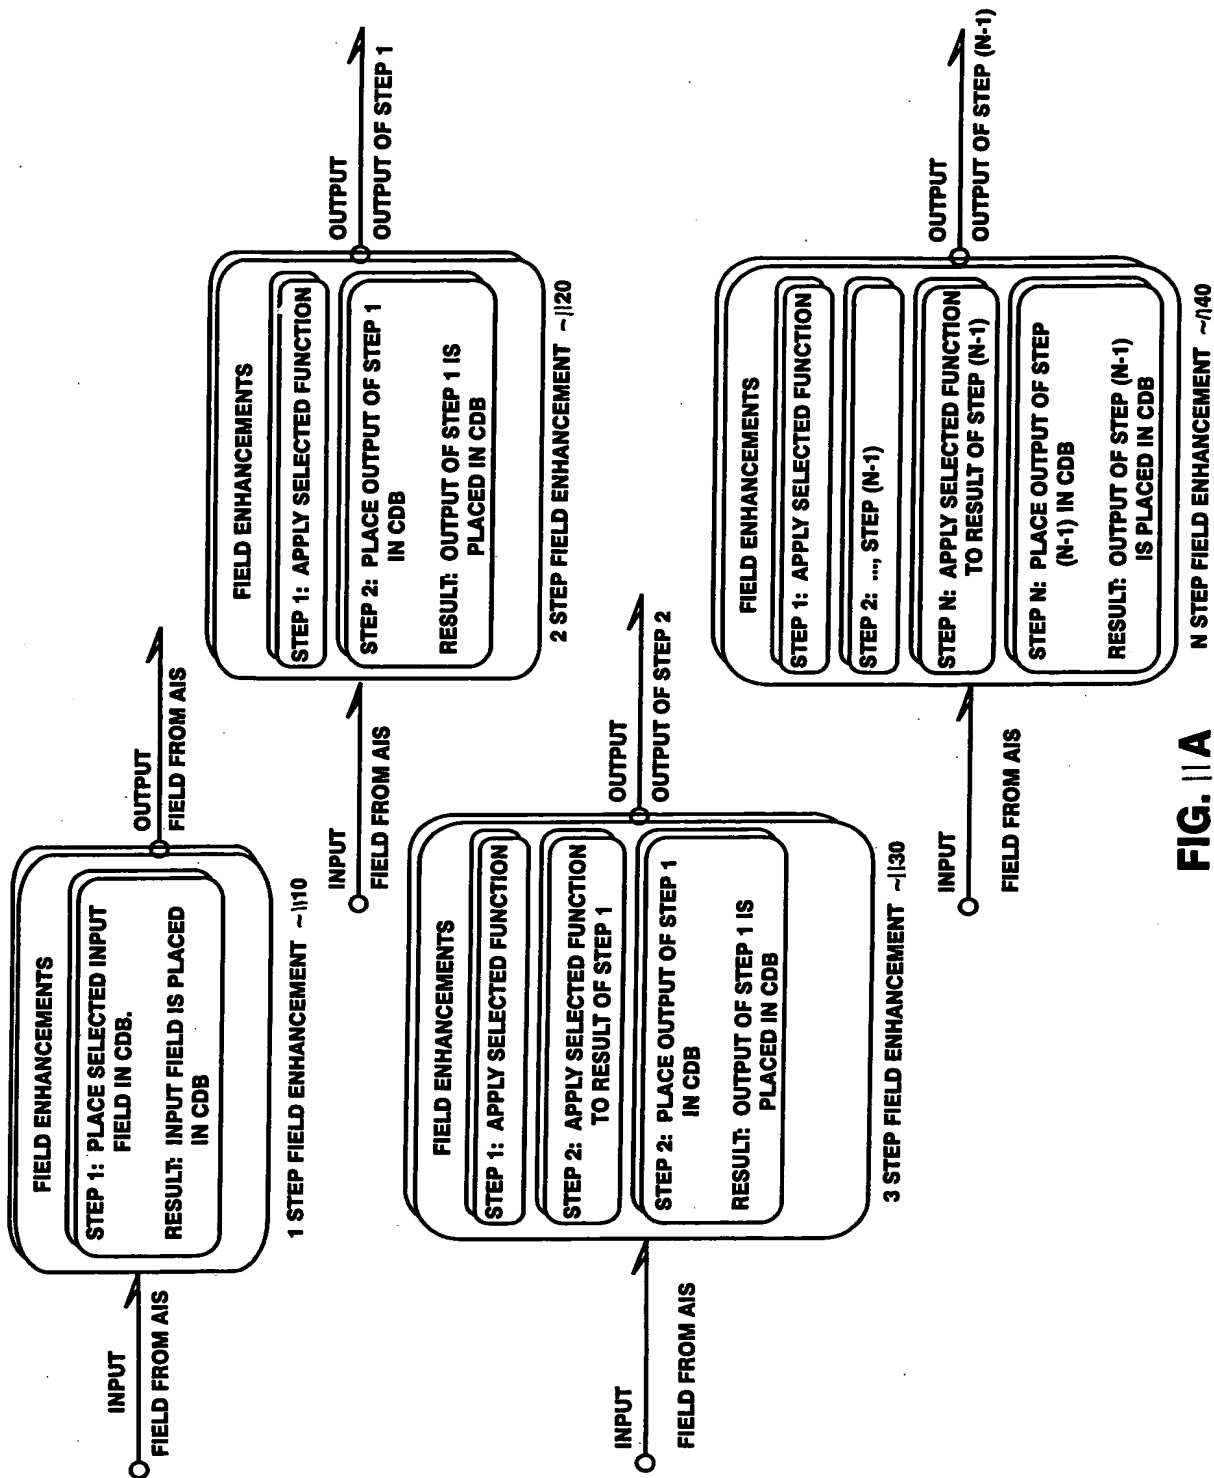 INPUT
FIELD FROM AIS
FIELD ENHANCEMENTS
STEP 1: PLACE SELECTED INPUT
FIELD IN CDB.
RESULT: INPUT FIELD IS PLACED
IN CDB
1 STEP FIELD ENHANCEMENT ~1110
OUTPUT
FIELD FROM AIS
INPUT
FIELD FROM AIS
FIELD ENHANCEMENTS
STEP 1: APPLY SELECTED FUNCTION
STEP 2: PLACE OUTPUT OF STEP 1
IN CDB
RESULT: OUTPUT OF STEP 1 IS
PLACED IN CDB
2 STEP FIELD ENHANCEMENT ~1120
OUTPUT
OUTPUT OF STEP 1
INPUT
FIELD FROM AIS
FIELD ENHANCEMENTS
STEP 1: APPLY SELECTED FUNCTION
STEP 2: APPLY SELECTED FUNCTION
TO RESULT OF STEP 1
STEP 2: PLACE OUTPUT OF STEP 1
IN CDB
RESULT: OUTPUT OF STEP 1 IS
PLACED IN CDB
3 STEP FIELD ENHANCEMENT ~1130
OUTPUT
OUTPUT OF STEP 2
INPUT
FIELD FROM AIS
FIELD ENHANCEMENTS
STEP 1: APPLY SELECTED FUNCTION
STEP 2: ..., STEP (N-1)
STEP N: APPLY SELECTED FUNCTION
TO RESULT OF STEP (N-1)
STEP N: PLACE OUTPUT OF STEP
(N-1) IN CDB
RESULT: OUTPUT OF STEP (N-1)
IS PLACED IN CDB
N STEP FIELD ENHANCEMENT ~1140
OUTPUT
OUTPUT OF STEP (N-1)
FIG. 11A